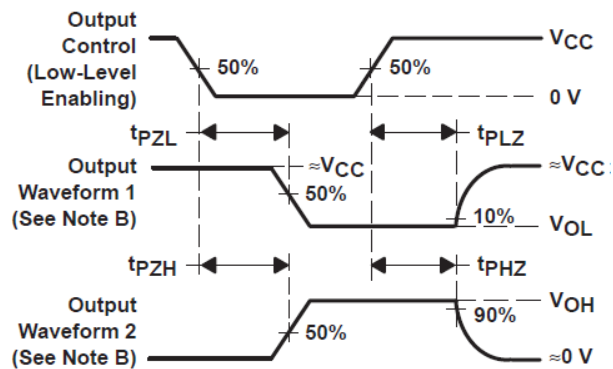 Output
Control
(Low-Level
Enabling)
50%
50%
VCC
0 V
tPZL
tPLZ
Output
Waveform 1
(See Note B)
≈VCC
50%
≈VCC
10%
VOL
tPZH
tPHZ
Output
Waveform 2
(See Note B)
50%
VOH
90%
≈0 V